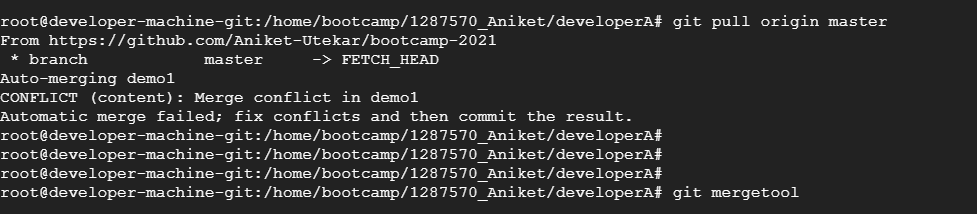 root@developer-machine-git:/home/bootcamp/1287570_Aniket/developerA# git pull origin master
From https://github.com/Aniket-Utekar/bootcamp-2021
 * branch            master     -> FETCH_HEAD
Auto-merging demo1
CONFLICT (content): Merge conflict in demo1
Automatic merge failed; fix conflicts and then commit the result.
root@developer-machine-git:/home/bootcamp/1287570_Aniket/developerA#
root@developer-machine-git:/home/bootcamp/1287570_Aniket/developerA#
root@developer-machine-git:/home/bootcamp/1287570_Aniket/developerA#
root@developer-machine-git:/home/bootcamp/1287570_Aniket/developerA# git mergetool